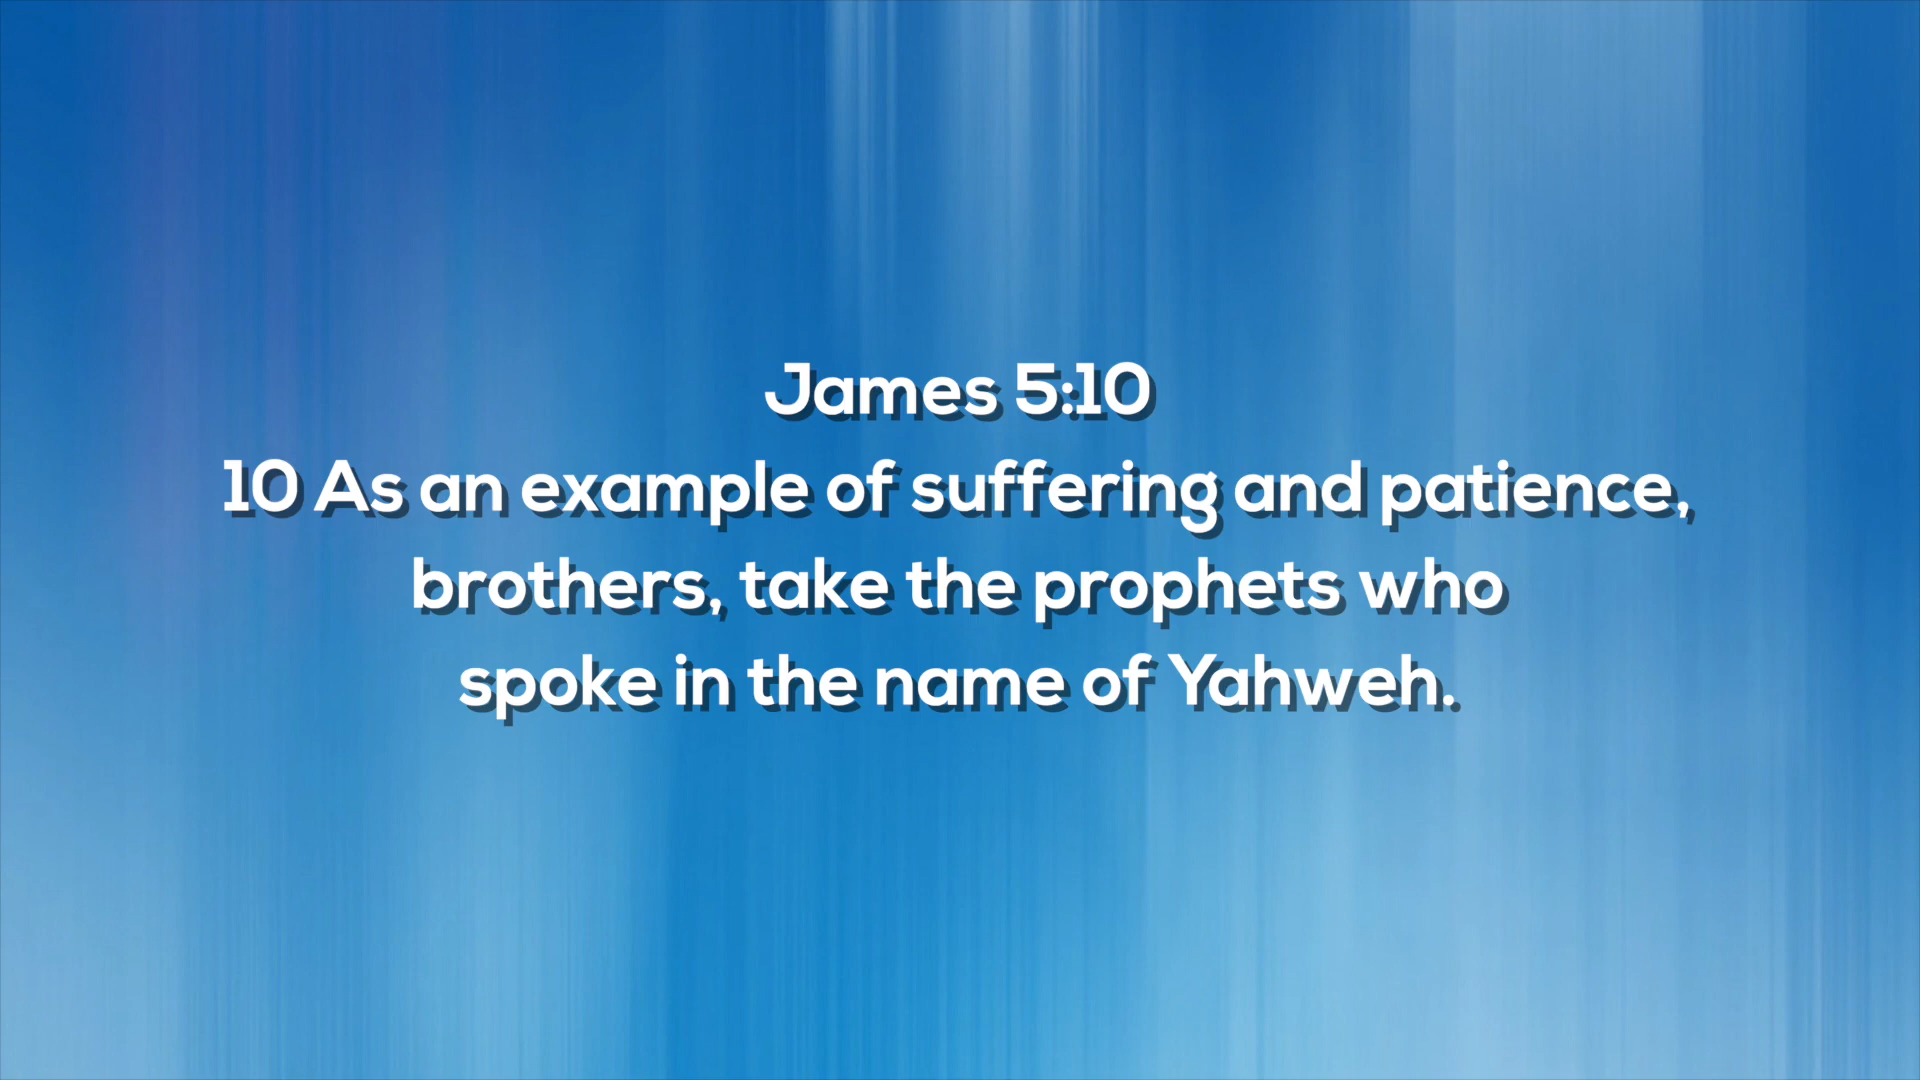 James 5:10
10 As an example of suffering and patience,
brothers, take the prophets who
spoke in the name of Yahweh.